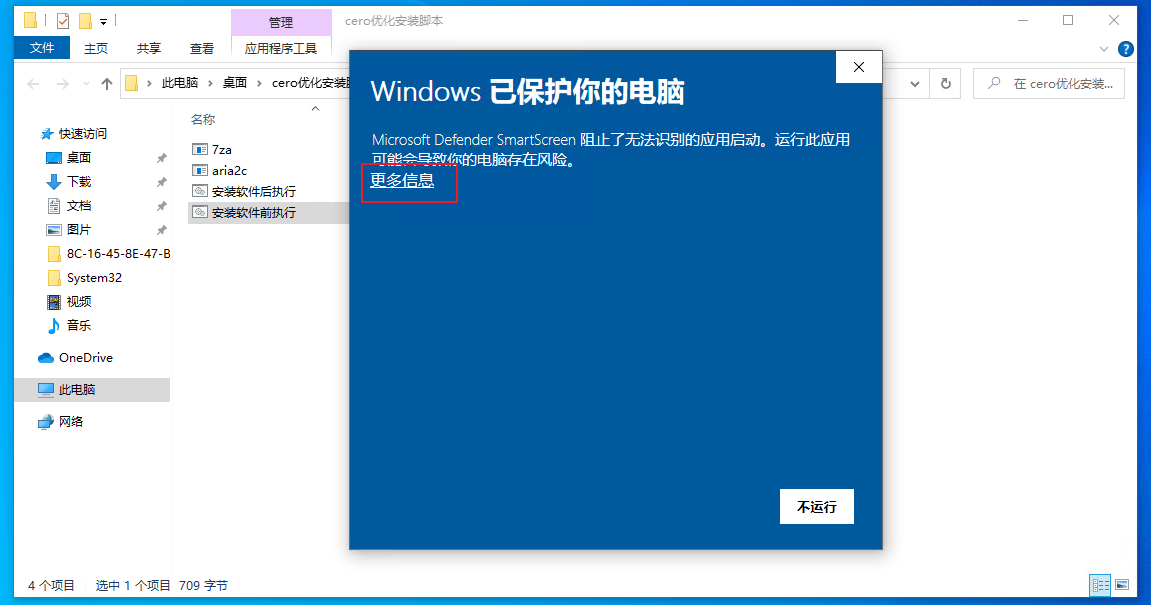 管理
cero优化安装脚本
文件
主页
共享
查看
应用程序工具
此电脑 > 桌面 > cero优化安装
在 cero优化安装...
快速访问
桌面
下载
文档
图片
8C-16-45-8E-47-B
System32
视频
音乐
OneDrive
此电脑
网络
名称
7za
aria2c
安装软件后执行
安装软件前执行
Windows 已保护你的电脑
Microsoft Defender SmartScreen 阻止了无法识别的应用启动。运行此应用
可能会导致你的电脑存在风险。
更多信息
不运行
4 个项目
选中 1 个项目 709 字节